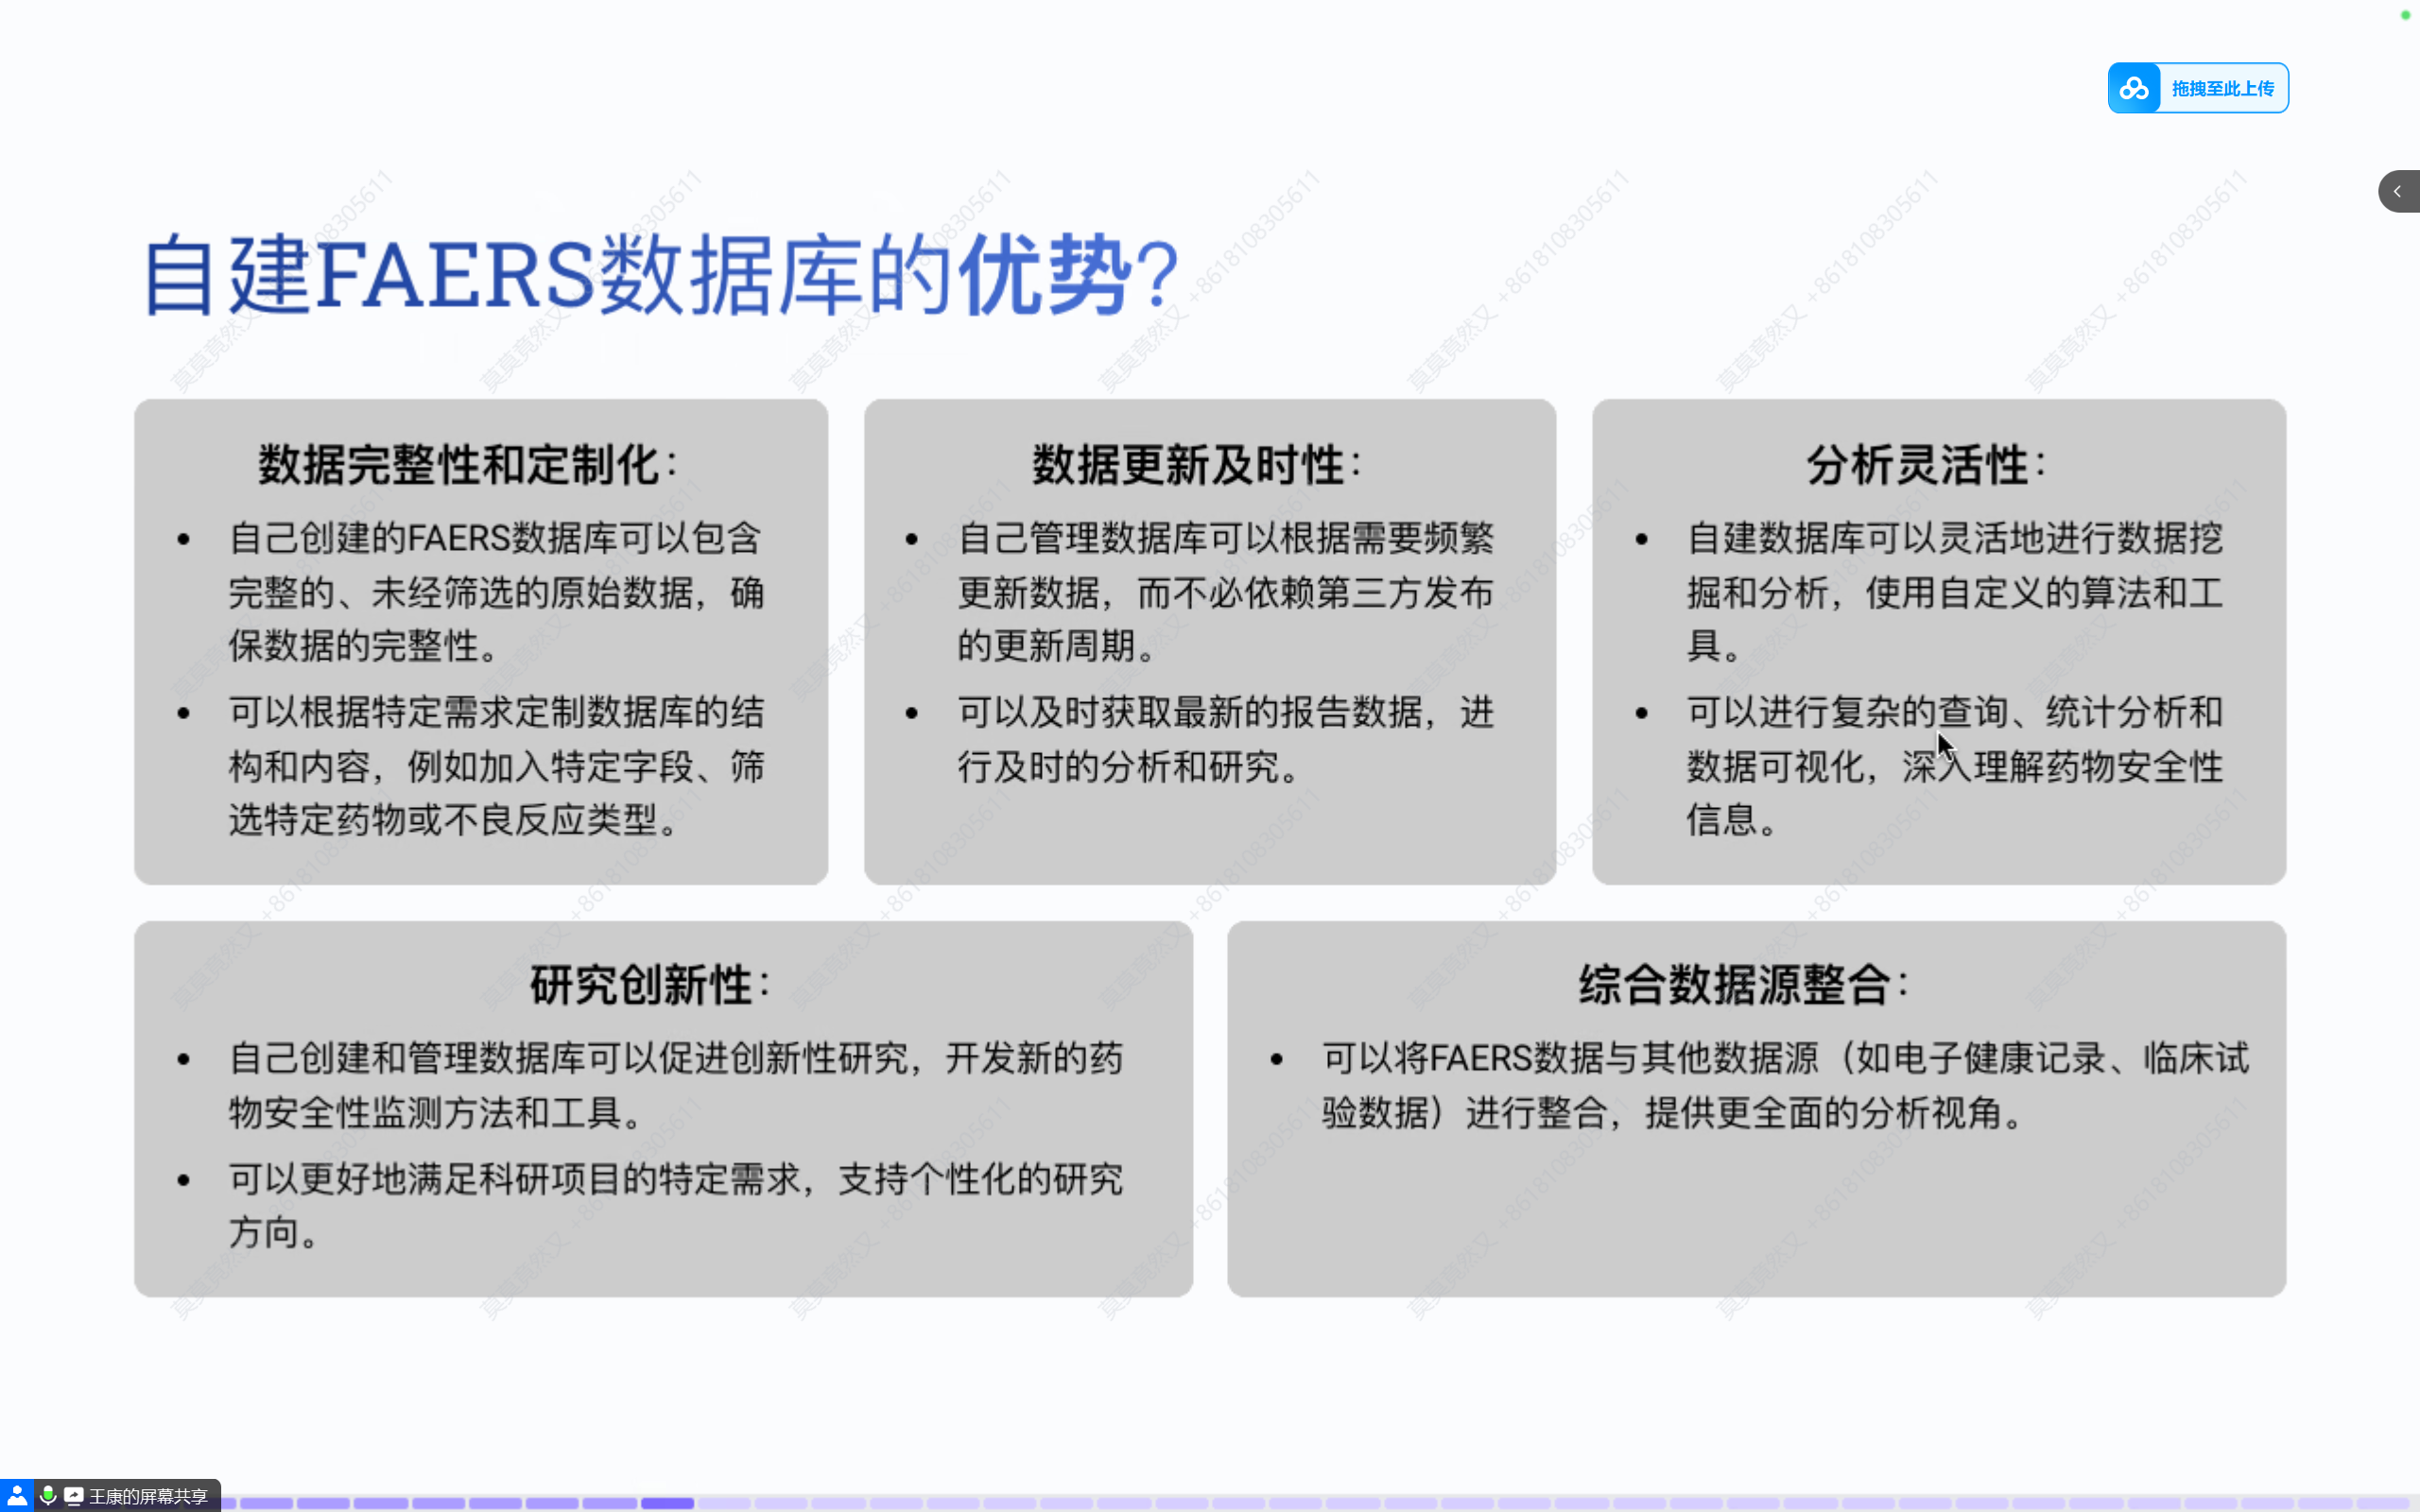 拖拽至此上传
自建FAERS数据库的优势?
数据完整性和定制化：
• 自己创建的FAERS数据库可以包含
完整的、未经筛选的原始数据，确
保数据的完整性。
• 可以根据特定需求定制数据库的结
构和内容，例如加入特定字段、筛
选特定药物或不良反应类型。
数据更新及时性：
• 自己管理数据库可以根据需要频繁
更新数据，而不必依赖第三方发布
的更新周期。
• 可以及时获取最新的报告数据，进
行及时的分析和研究。
分析灵活性：
• 自建数据库可以灵活地进行数据挖
掘和分析，使用自定义的算法和工
具。
• 可以进行复杂的查询、统计分析和
数据可视化，深入理解药物安全性
信息。
研究创新性：
• 自己创建和管理数据库可以促进创新性研究，开发新的药
物安全性监测方法和工具。
• 可以更好地满足科研项目的特定需求，支持个性化的研究
方向。
综合数据源整合：
• 可以将FAERS数据与其他数据源（如电子健康记录、临床试
验数据）进行整合，提供更全面的分析视角。
莫莫竟然又 +8618108305611
王康的屏幕共享